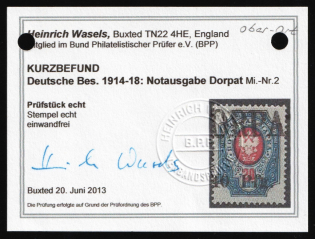 Heinrich Wasels, Buxted TN22 4HE, England
Mitglied im Bund Philatelistischer Prüfer e.V. (BPP)
KURZBEFUND
Deutsche Bes. 1914-18: Notausgabe Dorpat Mi.-Nr.2
Prüfstück echt
Stempel echt
einwandfrei
Buxted 20. Juni 2013
Die Prüfung erfolgte auf Grund der Prüfordnung des BPP.